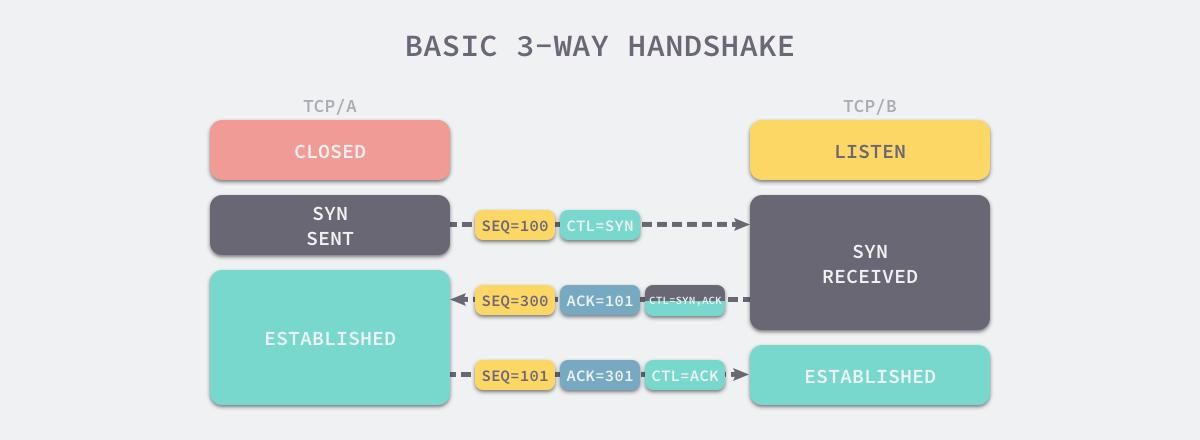 BASIC 3-WAY HANDSHAKE
TCP/A
TCP/B
CLOSED
LISTEN
SYN
SENT
SEQ=100
CTL=SYN
SYN
RECEIVED
SEQ=300
ACK=101
CTL=SYN,ACK
ESTABLISHED
SEQ=101
ACK=301
CTL=ACK
ESTABLISHED